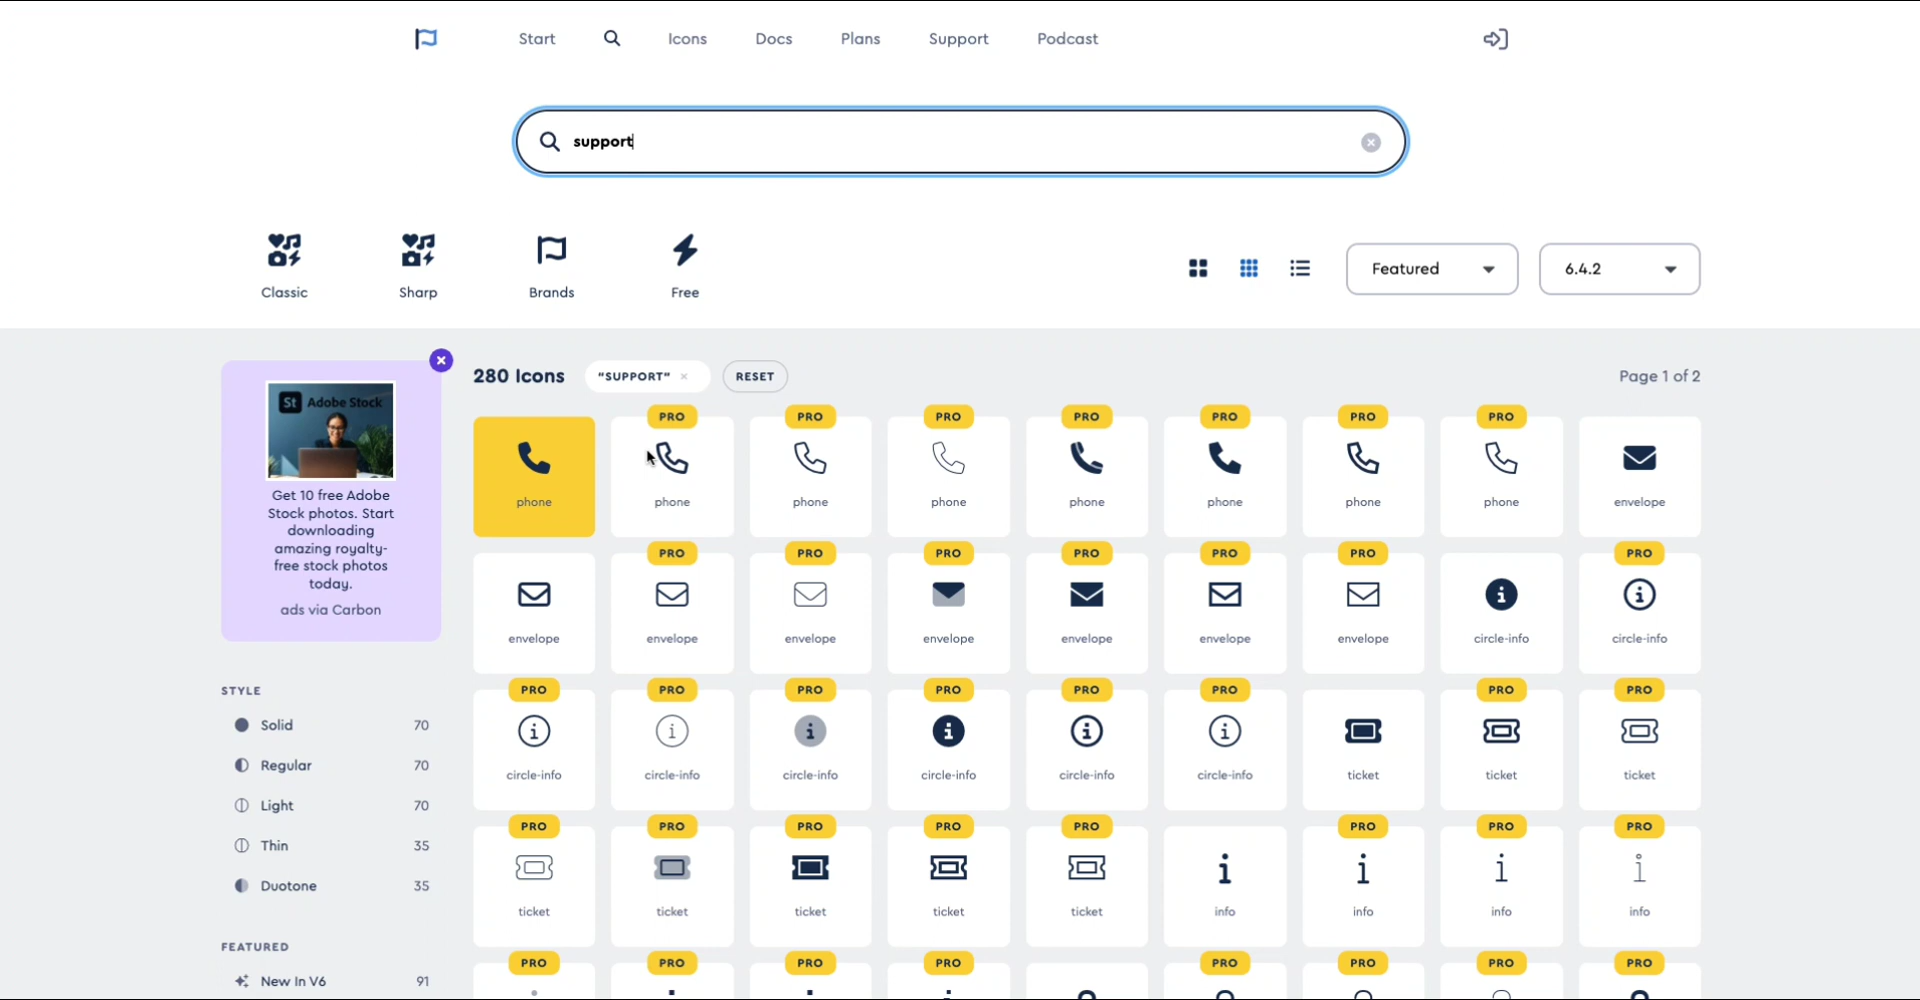 Start
Icons
Docs
Plans
Support
Podcast
support
Classic
Sharp
Brands
Free
Featured
6.4.2
280 Icons
"SUPPORT"
RESET
Page 1 of 2
St Adobe Stock
Get 10 free Adobe
Stock photos. Start
downloading
amazing royalty-
free stock photos
today.
ads via Carbon
STYLE
Solid 70
Regular 70
Light 70
Thin 35
Duotone 35
FEATURED
New In V6 91
PRO PRO PRO PRO PRO PRO PRO
phone phone phone phone phone phone phone phone envelope
PRO PRO PRO PRO PRO PRO PRO
envelope envelope envelope envelope envelope envelope envelope circle-info circle-info
PRO PRO PRO PRO PRO PRO PRO PRO
circle-info circle-info circle-info circle-info circle-info circle-info ticket ticket ticket
PRO PRO PRO PRO PRO PRO PRO PRO
ticket ticket ticket ticket ticket info info info info
PRO PRO PRO PRO PRO PRO PRO PRO